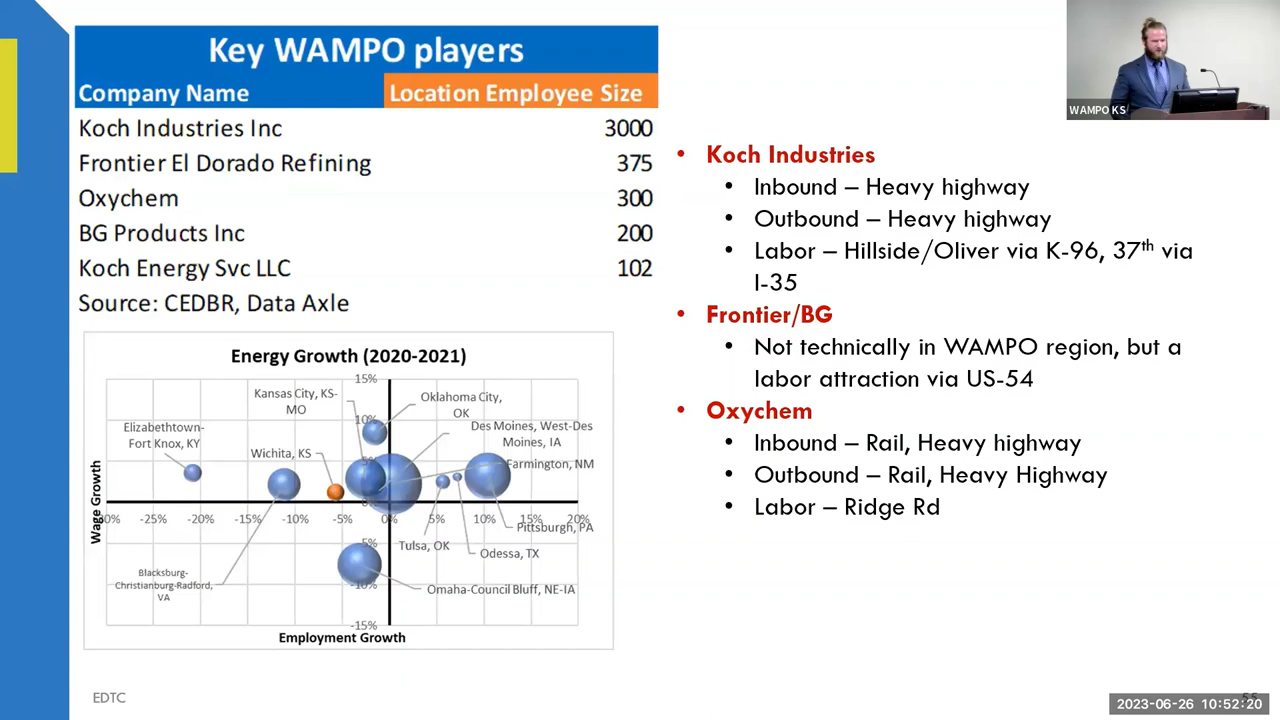 Key WAMPO players
Company Name Location Employee Size
Koch Industries Inc 3000
Frontier El Dorado Refining 375
Oxychem 300
BG Products Inc 200
Koch Energy Svc LLC 102
Source: CEDBR, Data Axle
Energy Growth (2020-2021)
15%
Kansas City, KS-
MO
Oklahoma City,
OK
10%
Elizabethtown-
Fort Knox, KY
Des Moines, West-Des
Moines, IA
Wichita, KS
Farmington, NM
Wage Growth
-25% -20% -15% -10% -5% 0% 5% 10% 15% 20%
Pittsburgh, PA
Tulsa, OK
-5%
Odessa, TX
Blacksburg-
Christianburg-Radford,
VA
-10%
Omaha-Council Bluff, NE-IA
-15%
Employment Growth
WAMPO KS
• Koch Industries
• Inbound – Heavy highway
• Outbound – Heavy highway
• Labor – Hillside/Oliver via K-96, 37th via
I-35
• Frontier/BG
• Not technically in WAMPO region, but a
labor attraction via US-54
• Oxychem
• Inbound – Rail, Heavy highway
• Outbound – Rail, Heavy Highway
• Labor – Ridge Rd
EDTC
55
2023-06-26 10:52:20